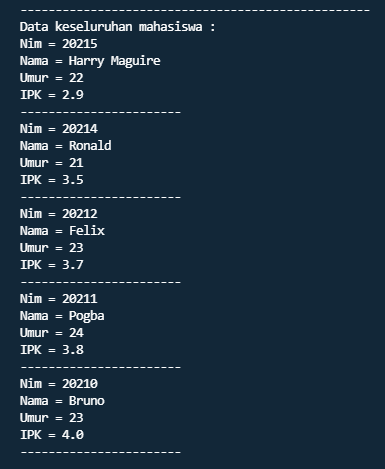 --------------------------------------------------
Data keseluruhan mahasiswa :
Nim = 20215
Nama = Harry Maguire
Umur = 22
IPK = 2.9
-----------------------
Nim = 20214
Nama = Ronald
Umur = 21
IPK = 3.5
-----------------------
Nim = 20212
Nama = Felix
Umur = 23
IPK = 3.7
-----------------------
Nim = 20211
Nama = Pogba
Umur = 24
IPK = 3.8
-----------------------
Nim = 20210
Nama = Bruno
Umur = 23
IPK = 4.0
-----------------------